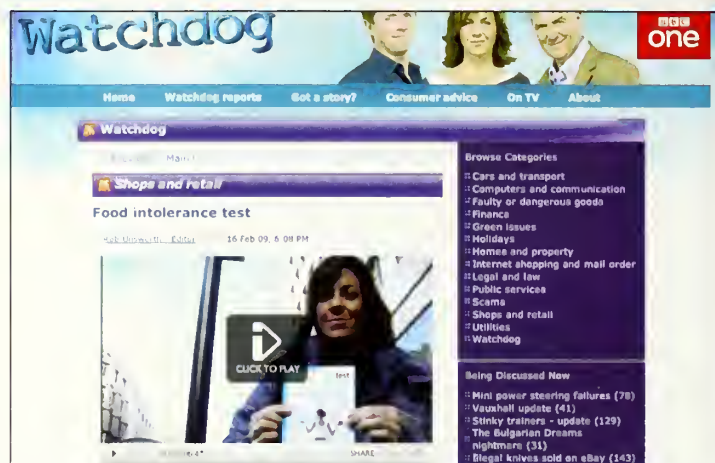 Watchdog
BBC
one
Home Watchdog reports Got a story? Consumer advice On TV About
Watchdog
Main
Shops and retail
Food intolerance test
Editor 16 Feb 09, 6:08 PM
CLICK TO PLAY
test
SHARE
Browse Categories
Cars and transport
Computers and communication
Faulty or dangerous goods
Finance
Green issues
Holidays
Homes and property
Internet shopping and mail order
Legal and law
Public services
Scams
Shops and retail
Utilities
Watchdog
Being Discussed Now
Mini power steering failures (78)
Vauxhall update (41)
Stinky trainers - update (129)
The Bulgarian Dreams
nightmare (31)
Illegal knives sold on eBay (143)